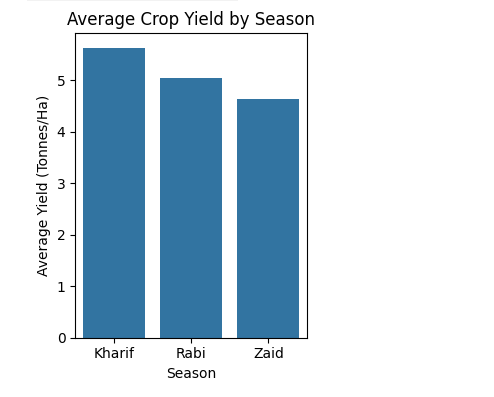 Average Crop Yield by Season
Average Yield (Tonnes/Ha)
5
4
3
2
1
0
Kharif Rabi Zaid
Season